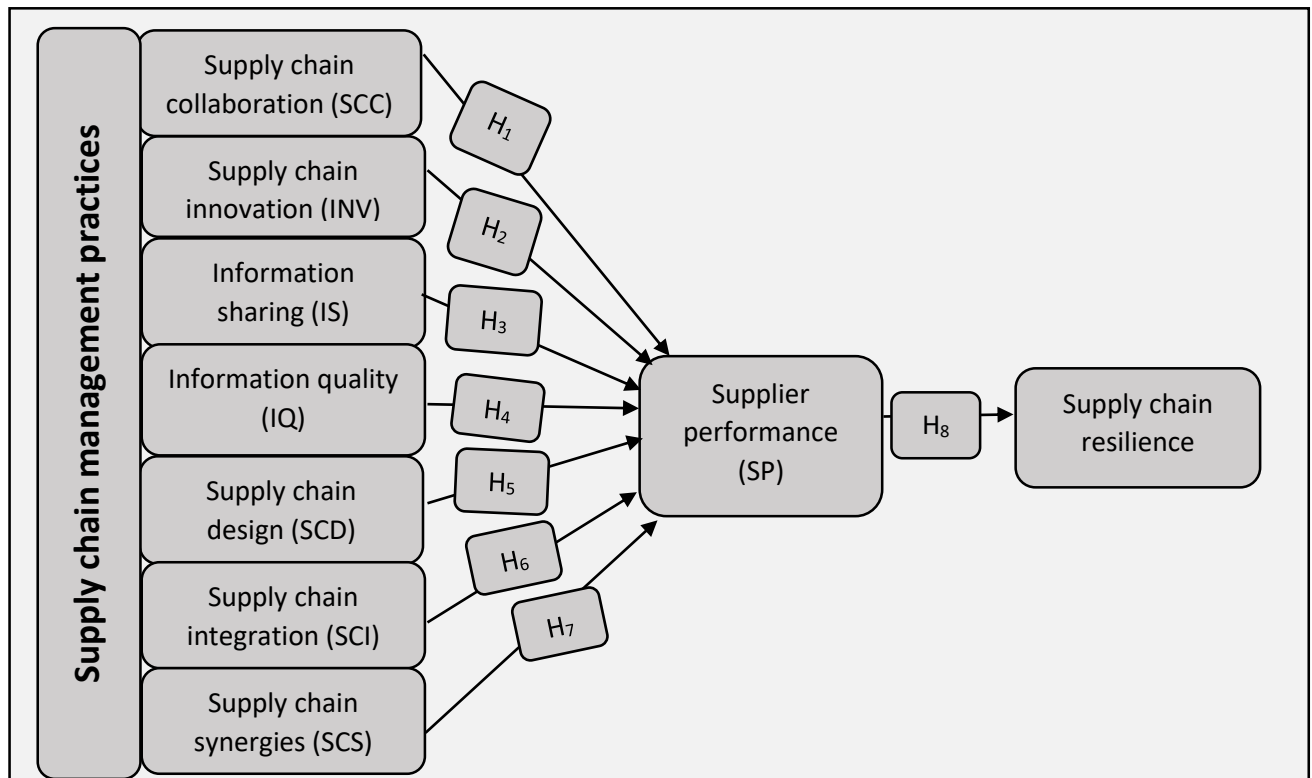 Supply chain management practices
Supply chain
collaboration (SCC)
Supply chain
innovation (INV)
Information
sharing (IS)
Information quality
(IQ)
Supply chain
design (SCD)
Supply chain
integration (SCI)
Supply chain
synergies (SCS)
H₁
H₂
H₃
H₄
H₅
H₆
H₇
Supplier
performance
(SP)
H₈
Supply chain
resilience